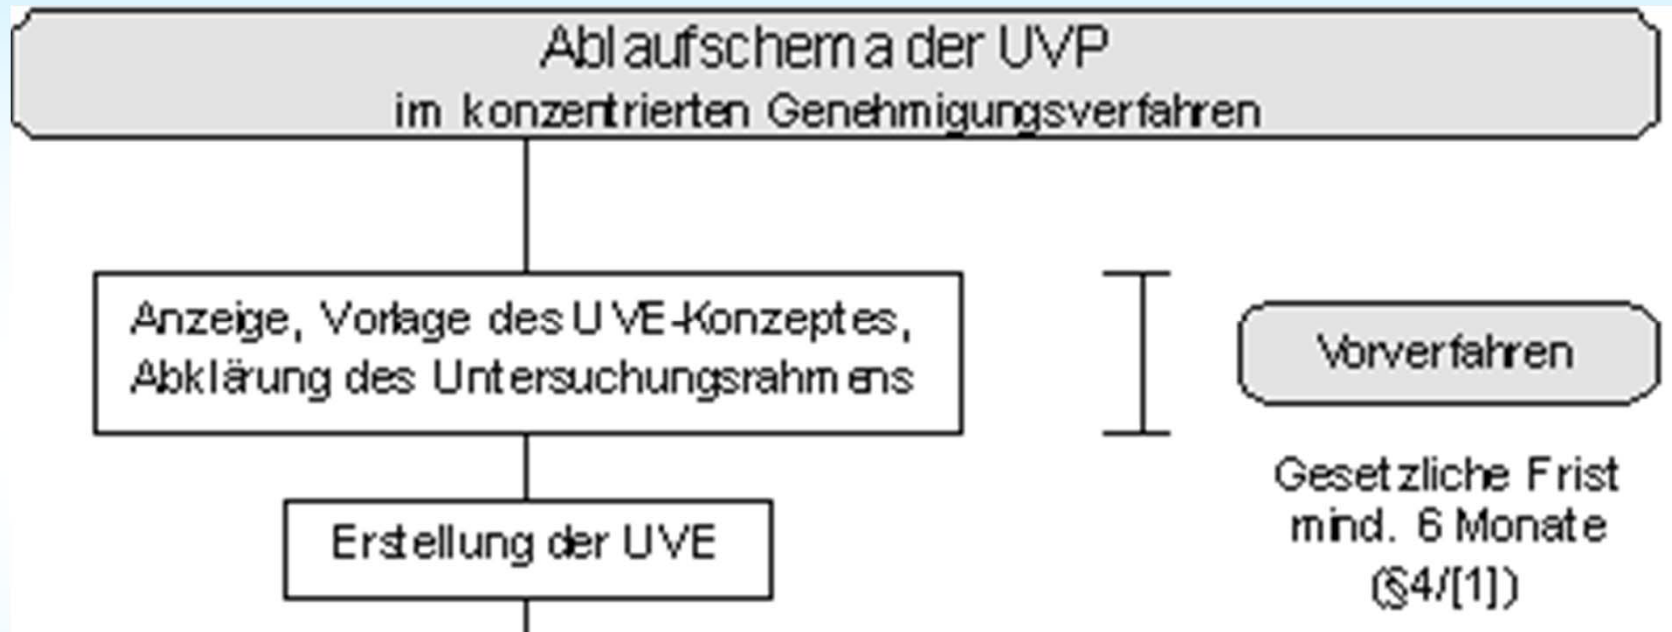 Ablaufschema der UVP
im konzentrierten Genehmigungsverfahren
Anzeige, Vorlage des UVE-Konzeptes,
Abklärung des Untersuchungsrahmens
Vorverfahren
Gesetzliche Frist
mind. 6 Monate
(§4/[1])
Erstellung der UVE